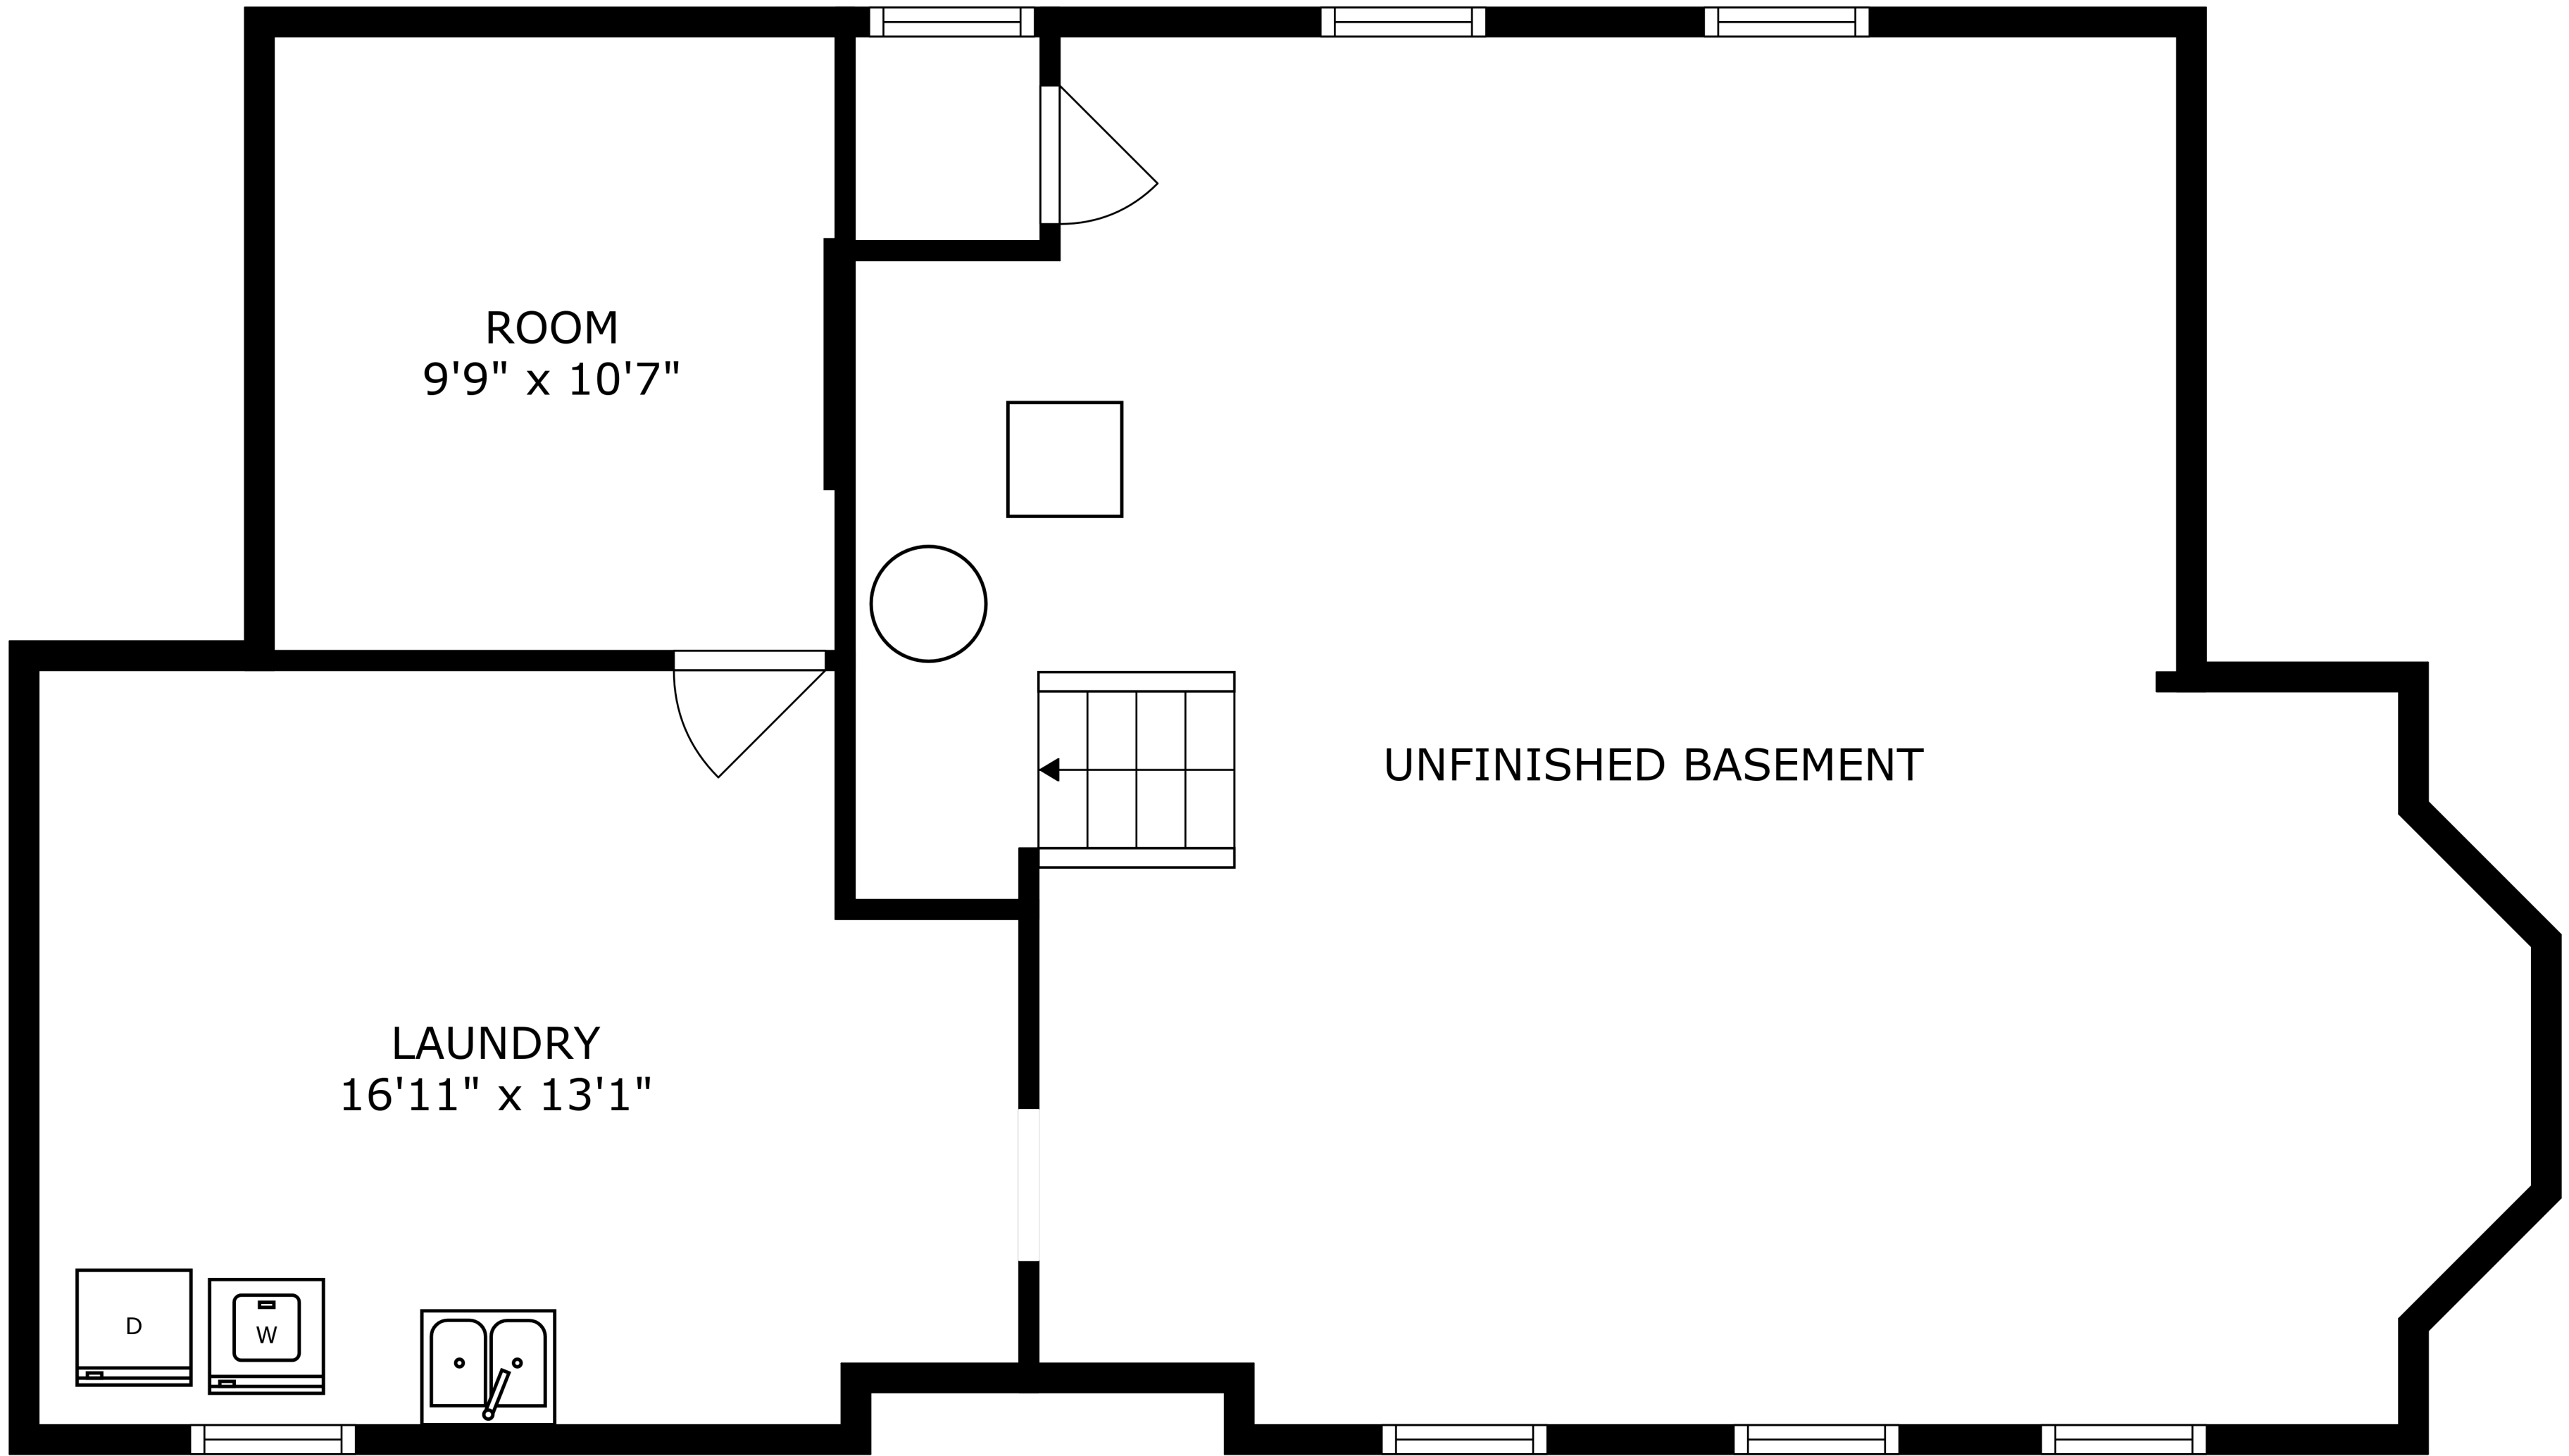 ROOM
9'9" x 10'7"
UNFINISHED BASEMENT
LAUNDRY
16'11" x 13'1"
D
W